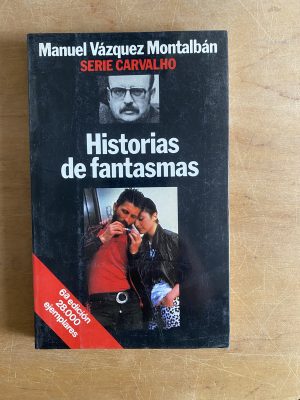 Manuel Vázquez Montalbán
SERIE CARVALHO
Historias
de fantasmas
6a edición
28.000
ejemplares